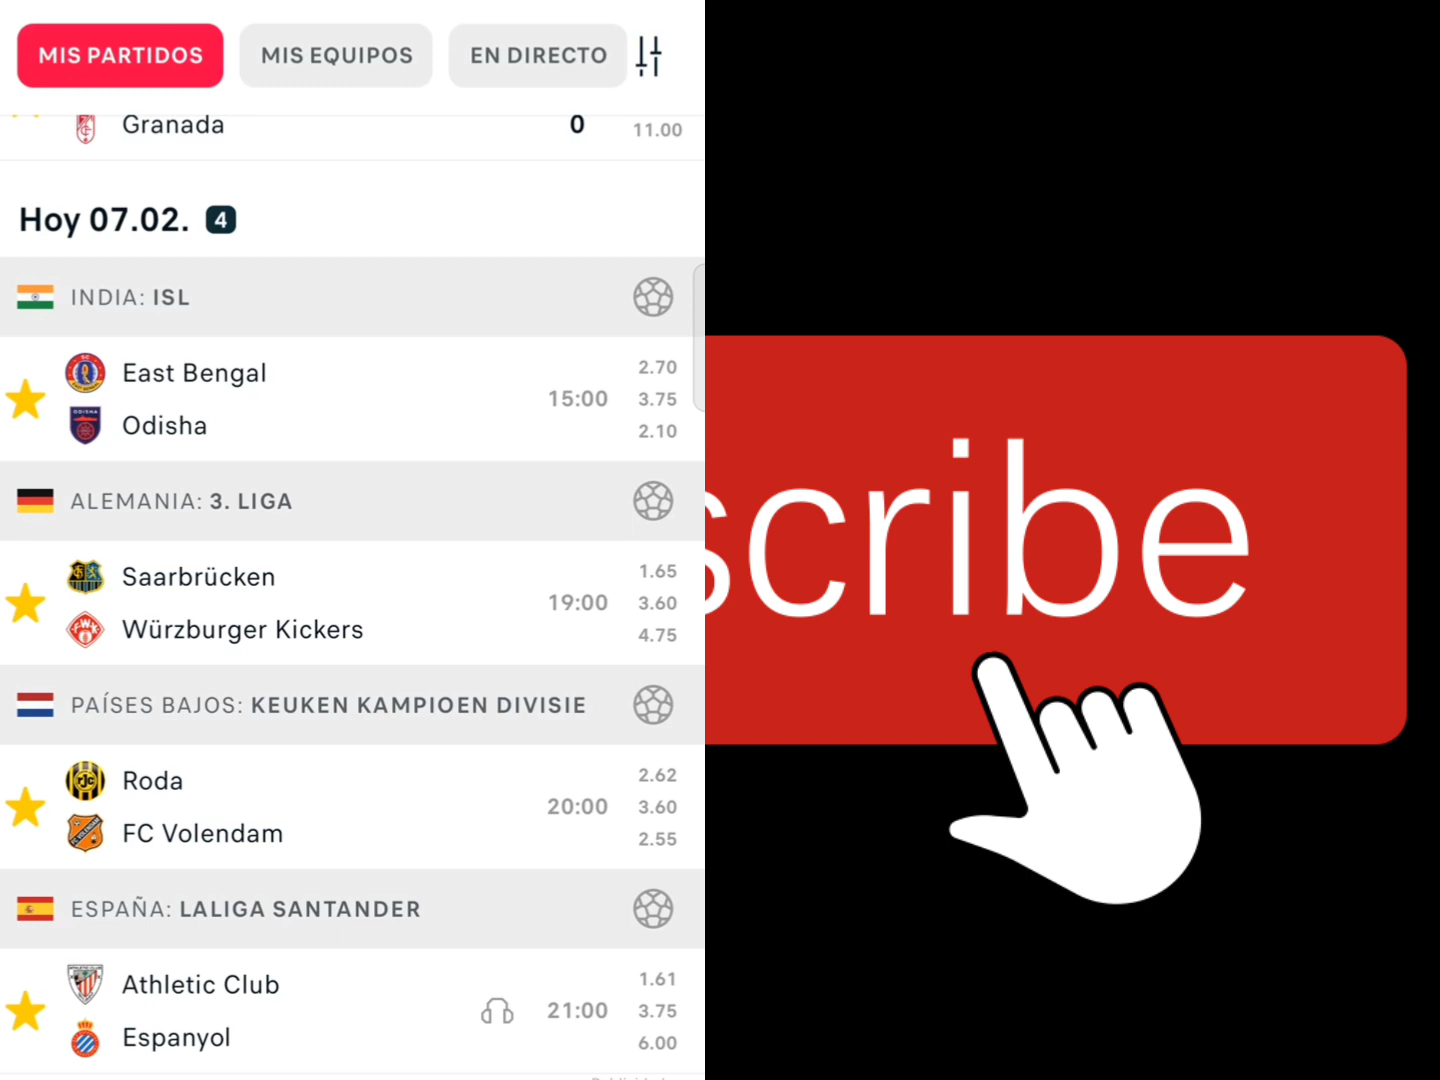 MIS PARTIDOS
MIS EQUIPOS
EN DIRECTO
Granada
0
11.00
Hoy 07.02.
4
INDIA: ISL
East Bengal
Odisha
15:00
2.70
3.75
2.10
ALEMANIA: 3. LIGA
Saarbrücken
Würzburger Kickers
19:00
1.65
3.60
4.75
PAÍSES BAJOS: KEUKEN KAMPIOEN DIVISIE
Roda
FC Volendam
20:00
2.62
3.60
2.55
ESPAÑA: LALIGA SANTANDER
Athletic Club
Espanyol
21:00
1.61
3.75
6.00
scribe